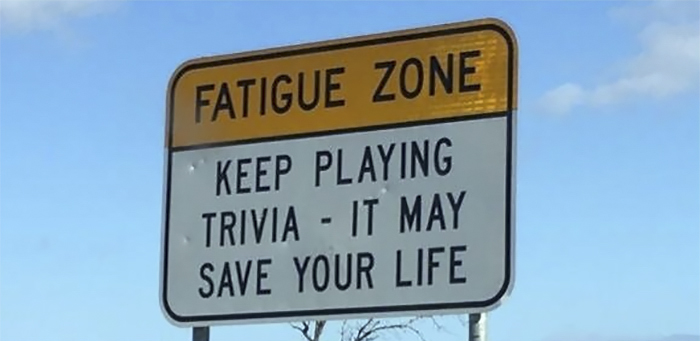 FATIGUE ZONE
KEEP PLAYING
TRIVIA - IT MAY
SAVE YOUR LIFE